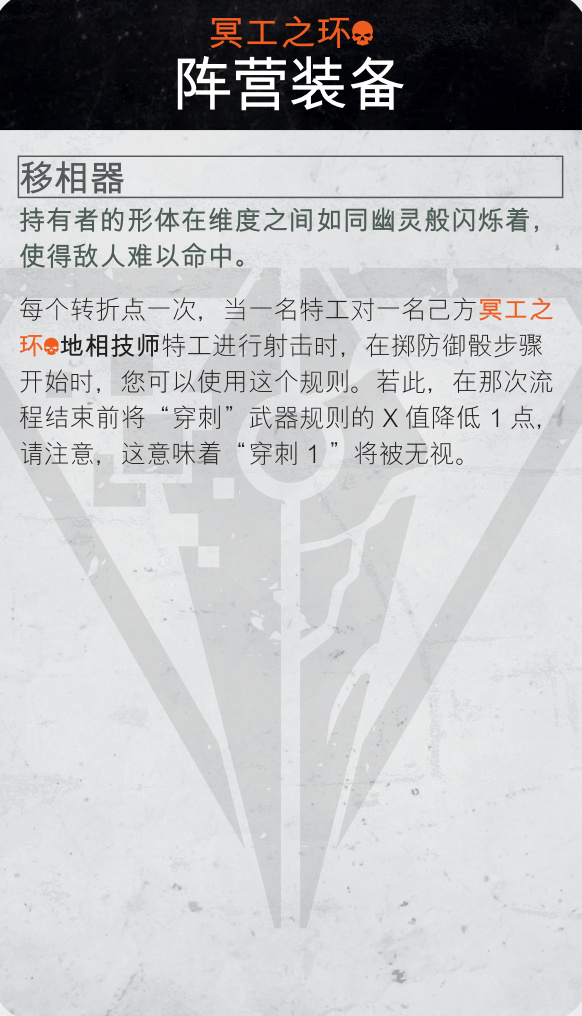 冥工之环
阵营装备
移相器
持有者的形体在维度之间如同幽灵般闪烁着，
使得敌人难以命中。
每个转折点一次，当一名特工对一名己方冥工之
环地相技师特工进行射击时，在掷防御骰步骤
开始时，您可以使用这个规则。若此，在那次流
程结束前将“穿刺”武器规则的 X 值降低 1 点，
请注意，这意味着“穿刺 1 ”将被无视。